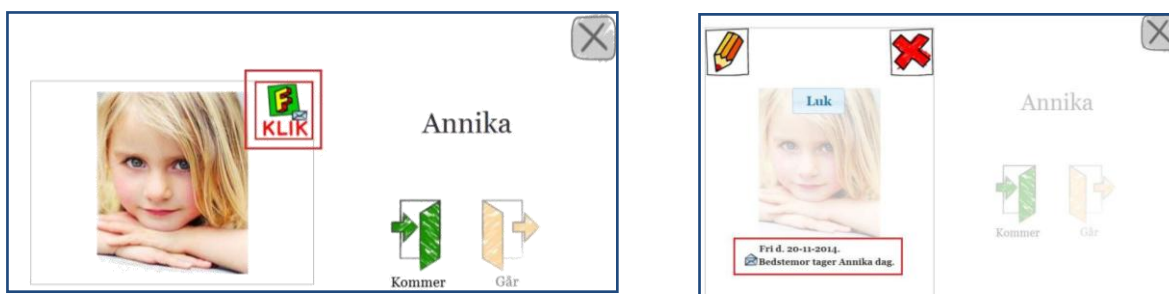 F
KLIK
Annika
Kommer
Går
Luk
Annika
Kommer
Går
Fri d. 20-11-2014.
Bedstemor tager Annika dag.